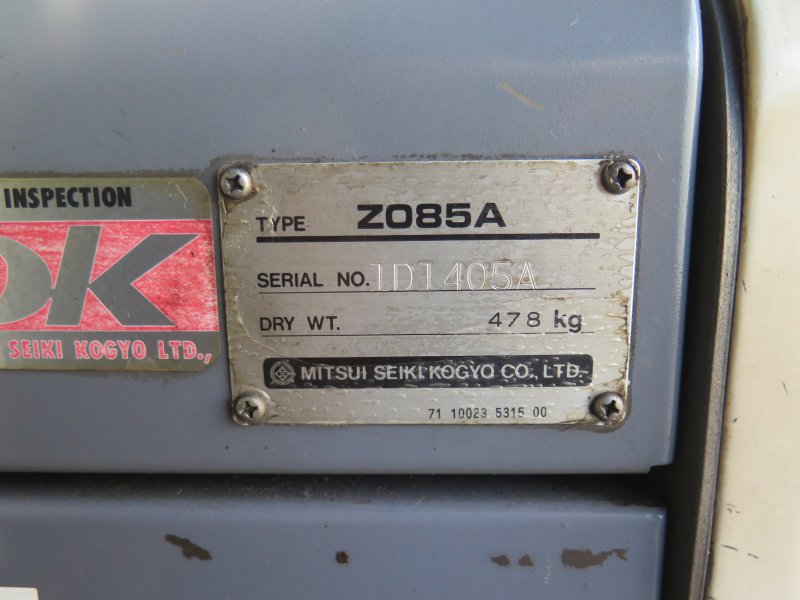 INSPECTION
OK
SEIKI KOGYO LTD.,
TYPE Z085A
SERIAL NO. 1D1405A
DRY WT. 478 kg
MITSUI SEIKI KOGYO CO., LTD.
71 10023 5315 00